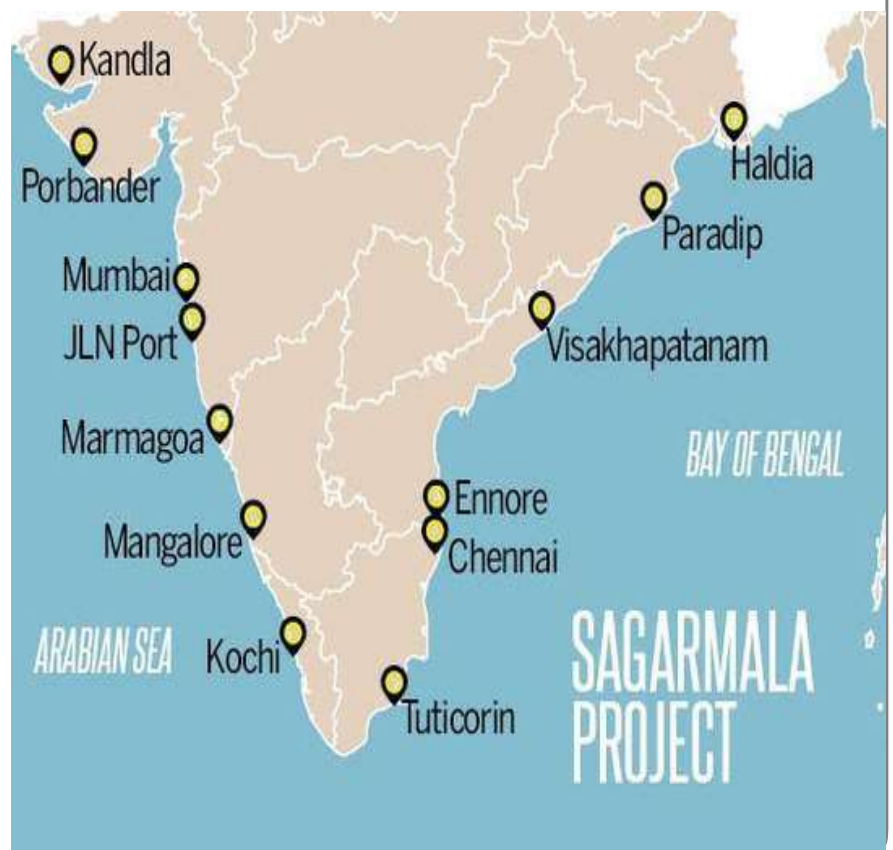 Kandla
Porbander
Haldia
Paradip
Mumbai
JLN Port
Visakhapatanam
Marmagoa
BAY OF BENGAL
Ennore
Mangalore
Chennai
ARABIAN SEA
Kochi
SAGARMALA
PROJECT
Tuticorin